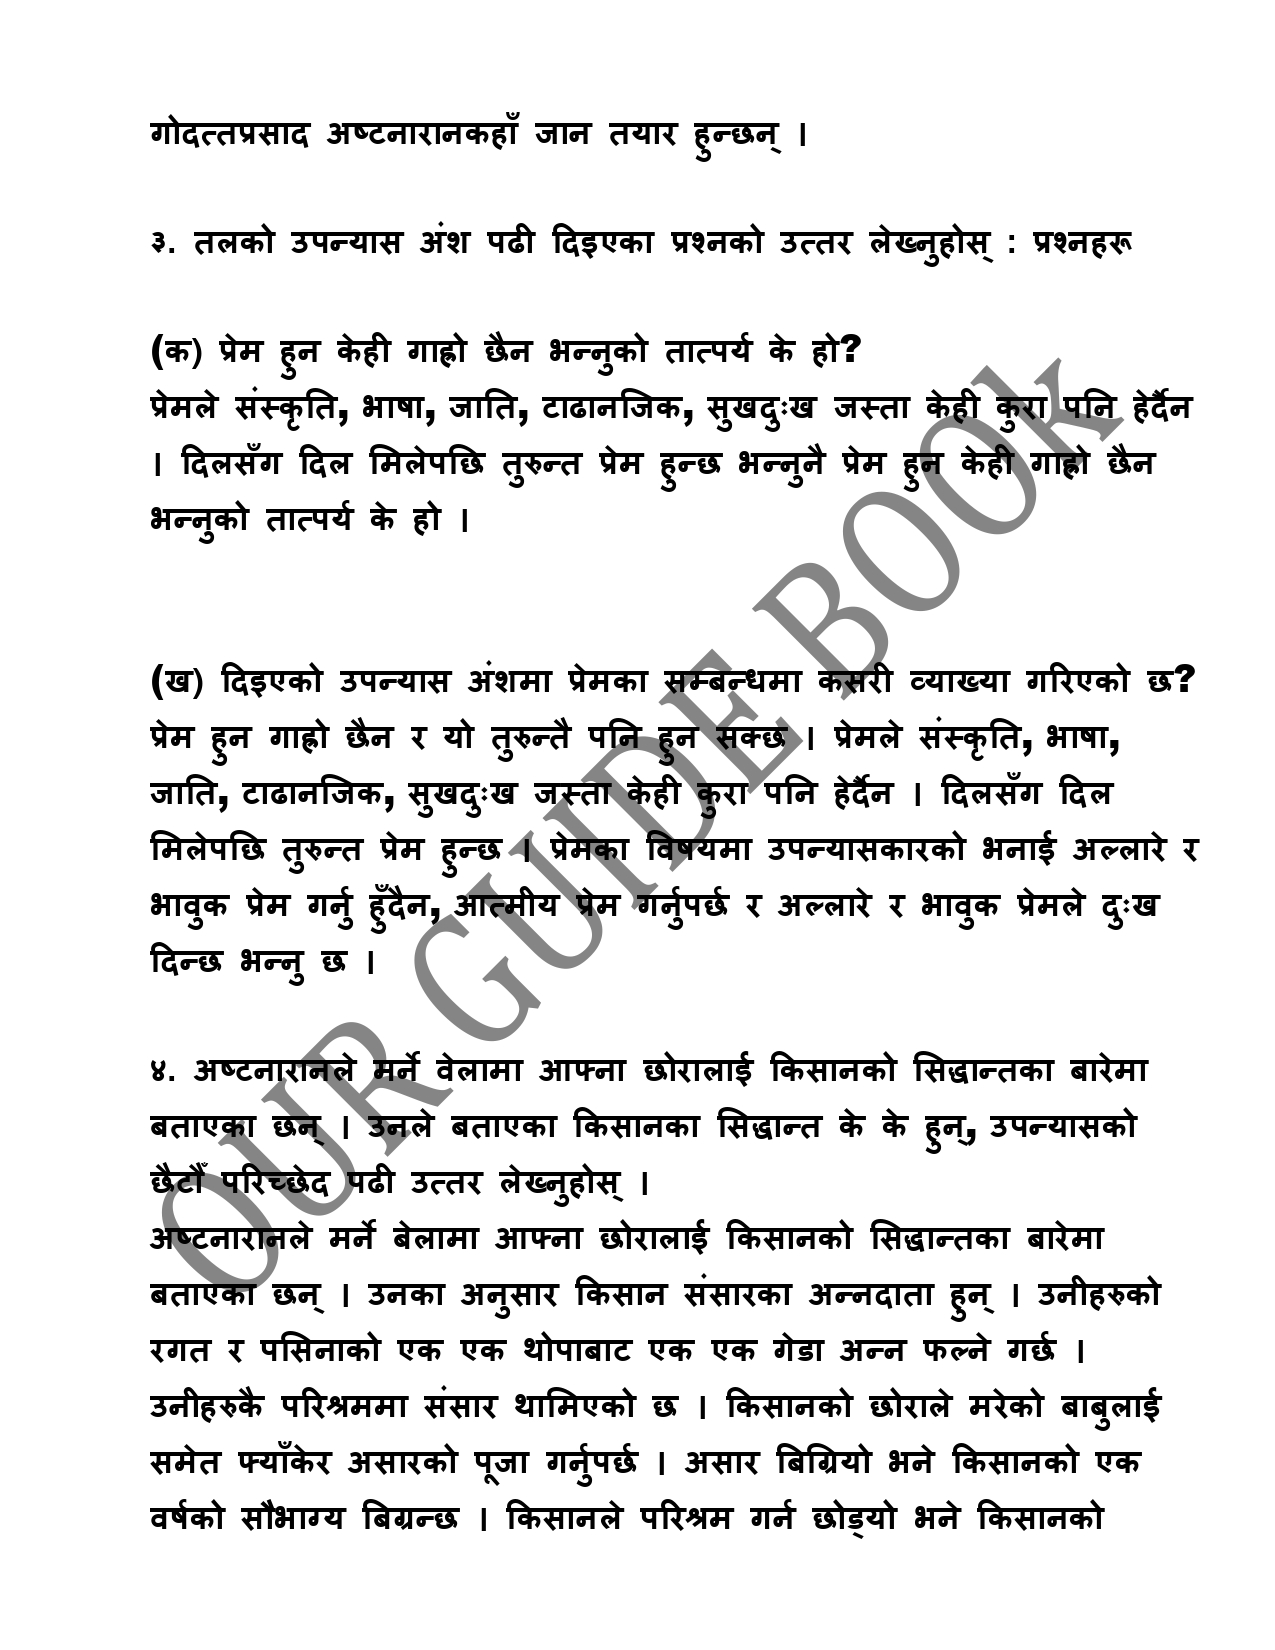 गोदत्तप्रसाद अष्टनारानकहाँ जान तयार हुन्छन् ।
३. तलको उपन्यास अंश पढी दिइएका प्रश्नको उत्तर लेख्नुहोस् : प्रश्नहरू
(क) प्रेम हुन केही गाह्रो छैन भन्नुको तात्पर्य के हो?
प्रेमले संस्कृति, भाषा, जाति, टाढानजिक, सुखदुःख जस्ता केही कुरा पनि हेर्दैन
। दिलसँग दिल मिलेपछि तुरुन्त प्रेम हुन्छ भन्नुनै प्रेम हुन केही गाह्रो छैन
भन्नुको तात्पर्य के हो ।
(ख) दिइएको उपन्यास अंशमा प्रेमका सम्बन्धमा कसरी व्याख्या गरिएको छ?
प्रेम हुन गाह्रो छैन र यो तुरुन्तै पनि हुन सक्छ । प्रेमले संस्कृति, भाषा,
जाति, टाढानजिक, सुखदुःख जस्ता केही कुरा पनि हेर्दैन । दिलसँग दिल
मिलेपछि तुरुन्त प्रेम हुन्छ । प्रेमका विषयमा उपन्यासकारको भनाई अल्लारे र
भावुक प्रेम गर्नु हुँदैन, आत्मीय प्रेम गर्नुपर्छ र अल्लारे र भावुक प्रेमले दुःख
दिन्छ भन्नु छ ।
४. अष्टनारानले मर्ने वेलामा आफ्ना छोरालाई किसानको सिद्धान्तका बारेमा
बताएका छन् । उनले बताएका किसानका सिद्धान्त के के हुन्, उपन्यासको
छैटौँ परिच्छेद पढी उत्तर लेख्नुहोस् ।
अष्टनारानले मर्ने बेलामा आफ्ना छोरालाई किसानको सिद्धान्तका बारेमा
बताएका छन् । उनका अनुसार किसान संसारका अन्नदाता हुन् । उनीहरुको
रगत र पसिनाको एक एक थोपाबाट एक एक गेडा अन्न फल्ने गर्छ ।
उनीहरुकै परिश्रममा संसार थामिएको छ । किसानको छोराले मरेको बाबुलाई
समेत फ्याँकेर असारको पूजा गर्नुपर्छ । असार बिग्रियो भने किसानको एक
वर्षको सौभाग्य बिग्रन्छ । किसानले परिश्रम गर्न छोड्यो भने किसानको
OUR GUIDE BOOk